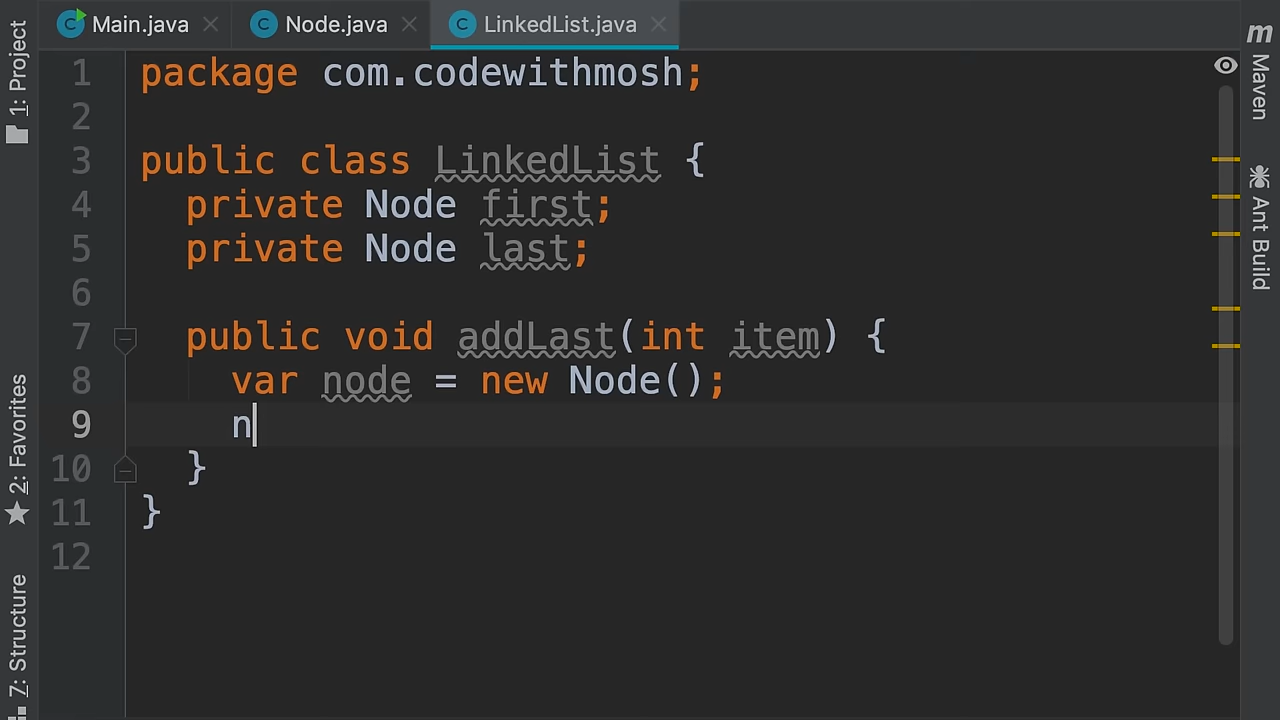 Main.java
Node.java
LinkedList.java
1: Project
2: Favorites
7: Structure
1 package com.codewithmosh;
2
3 public class LinkedList {
4 private Node first;
5 private Node last;
6
7 public void addLast(int item) {
8 var node = new Node();
9 n
10 }
11 }
12
m Maven
Ant Build